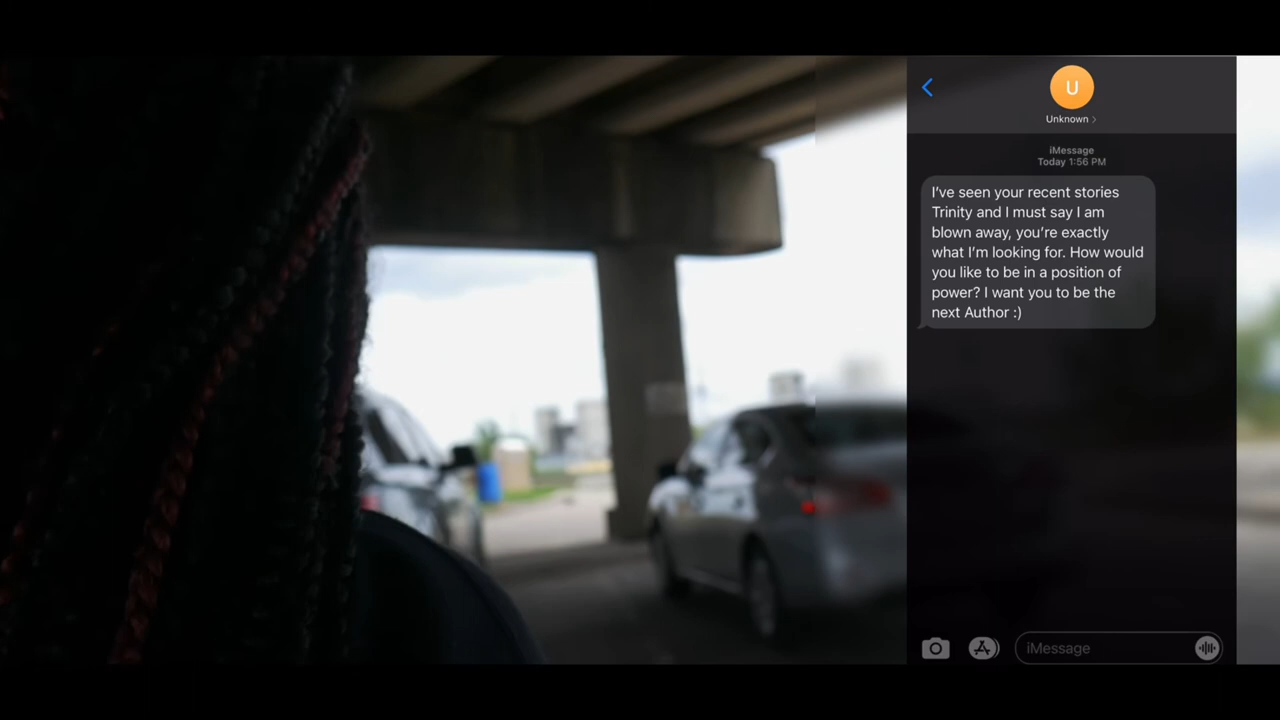 U
Unknown >
iMessage
Today 1:56 PM
I've seen your recent stories
Trinity and I must say I am
blown away, you're exactly
what I'm looking for. How would
you like to be in a position of
power? I want you to be the
next Author :)
iMessage